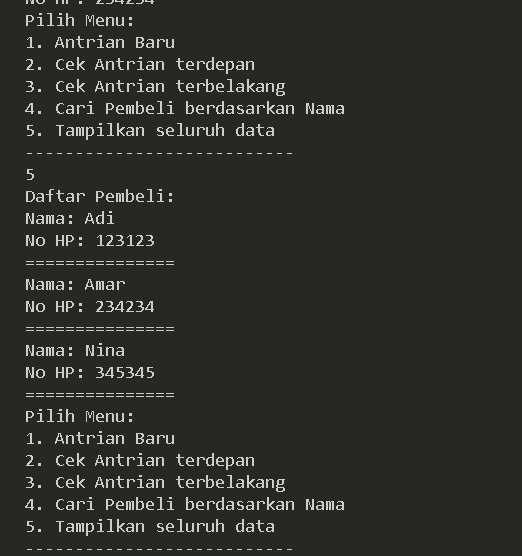 No HP: 234234
Pilih Menu:
1. Antrian Baru
2. Cek Antrian terdepan
3. Cek Antrian terbelakang
4. Cari Pembeli berdasarkan Nama
5. Tampilkan seluruh data
---------------------------
5
Daftar Pembeli:
Nama: Adi
No HP: 123123
===============
Nama: Amar
No HP: 234234
===============
Nama: Nina
No HP: 345345
===============
Pilih Menu:
1. Antrian Baru
2. Cek Antrian terdepan
3. Cek Antrian terbelakang
4. Cari Pembeli berdasarkan Nama
5. Tampilkan seluruh data
---------------------------